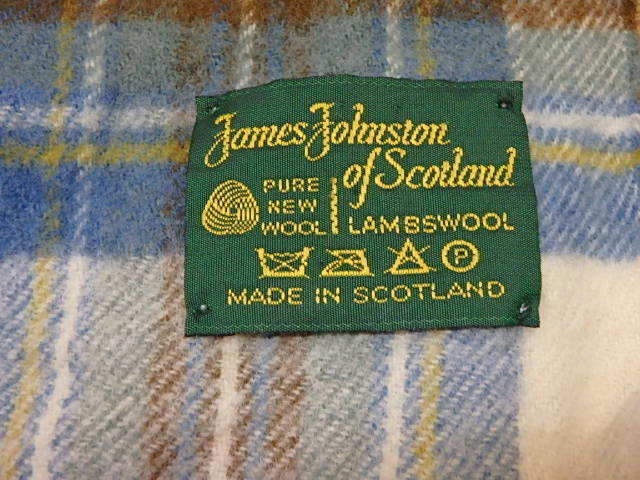 James Johnston
of Scotland
PURE
NEW
WOOL
LAMBSWOOL
P
MADE IN SCOTLAND